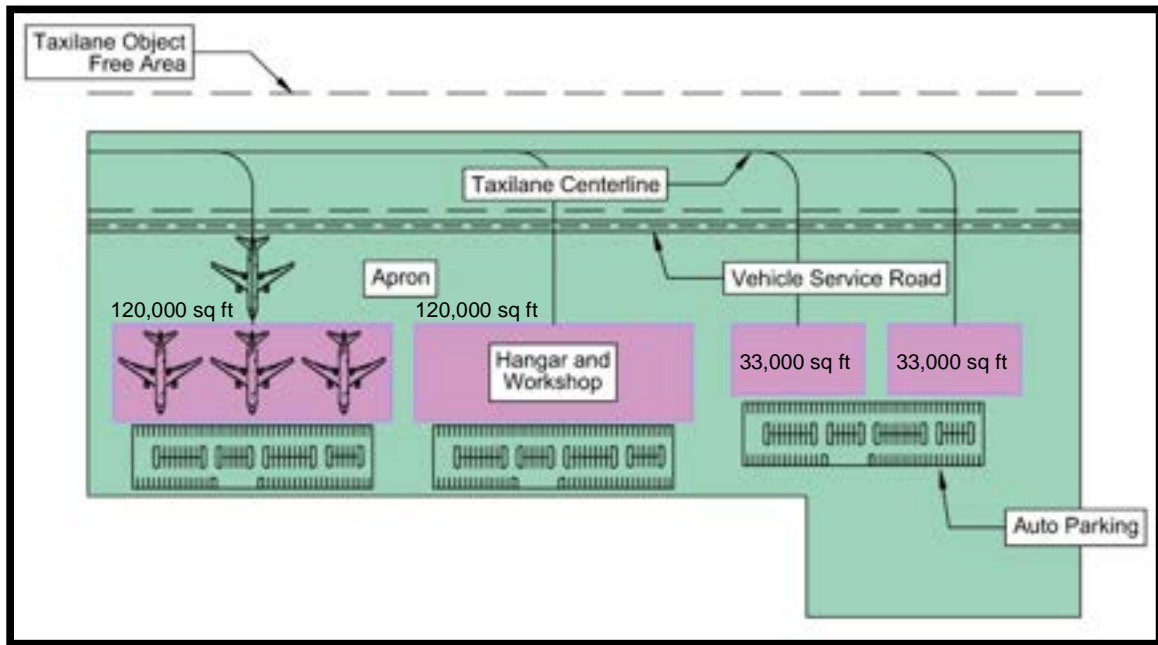 Taxilane Object
Free Area
Taxilane Centerline
Apron
Vehicle Service Road
120,000 sq ft
120,000 sq ft
Hangar and
Workshop
33,000 sq ft
33,000 sq ft
Auto Parking